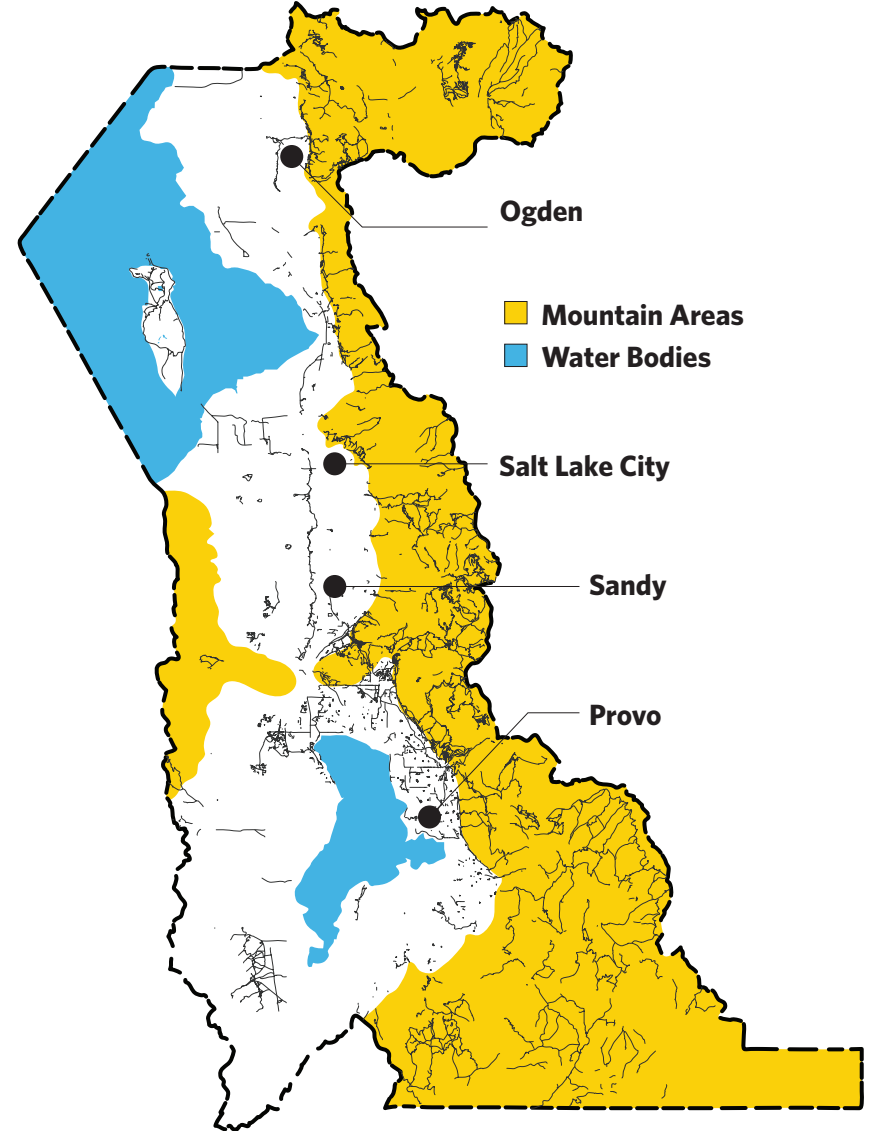 Ogden
Mountain Areas
Water Bodies
Salt Lake City
Sandy
Provo